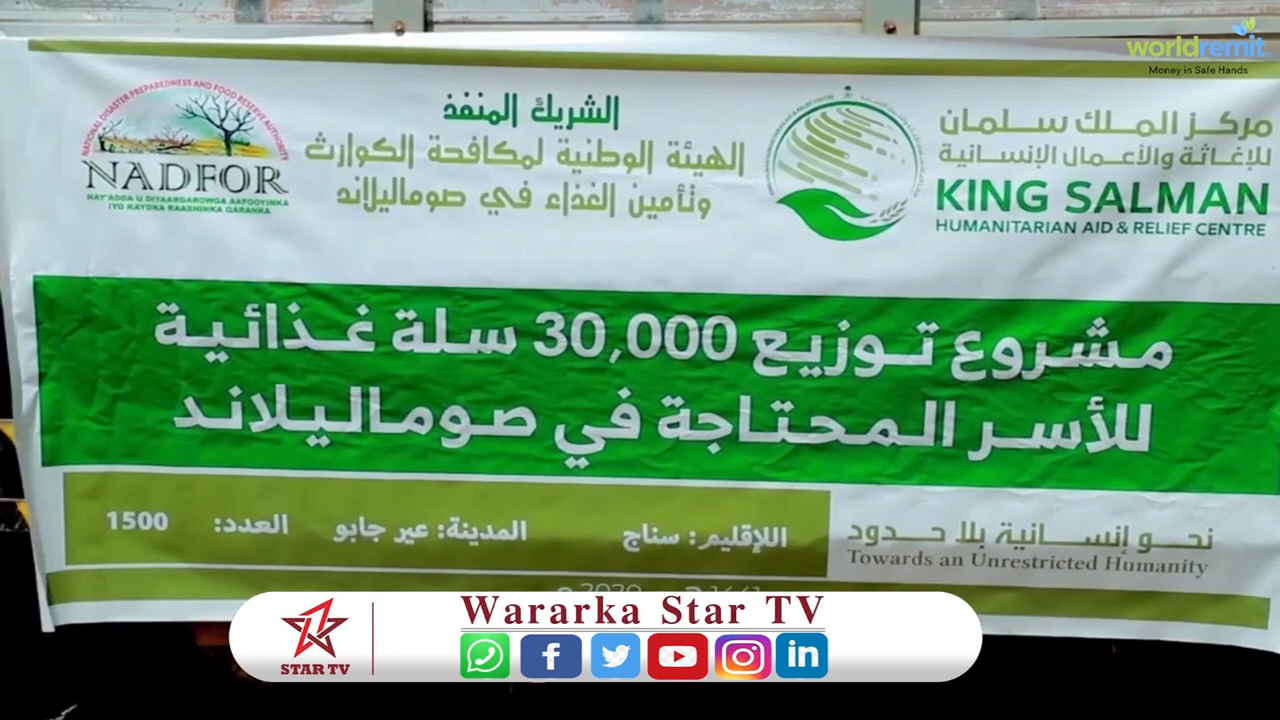 worldremit
Money in Safe Hands
NATIONAL DISASTER PREPAREDNESS AND FOOD RESERVE AUTHORITY
NADFOR
HAY'ADDA U DIYAARGAROWGA AAFOOYINKA
IYO KAYDKA RAASHINKA QARANKA
الشريك المنفذ
الهيئة الوطنية لمكافحة الكوارث
وتأمين الغذاء في صوماليلاند
مركز الملك سلمان
للإغاثة والأعمال الإنسانية
KING SALMAN
HUMANITARIAN AID & RELIEF CENTRE
مشروع توزيع 30,000 سلة غذائية
للأسر المحتاجة في صوماليلاند
اللإقليم: سناج المدينة: عير جابو العدد: 1500
نحو إنسانية بلا حدود
Towards an Unrestricted Humanity
STAR TV
Wararka Star TV